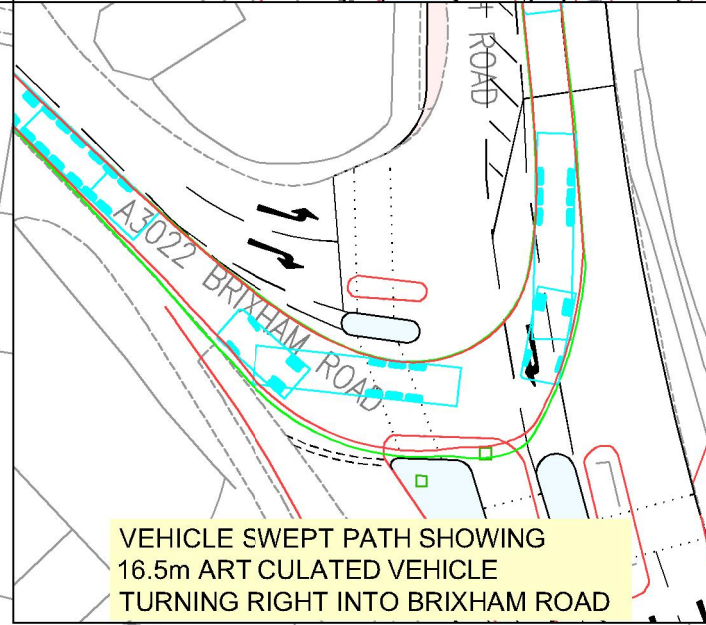 ROAD
A3022 BRIXHAM ROAD
VEHICLE SWEPT PATH SHOWING
16.5m ART CULATED VEHICLE
TURNING RIGHT INTO BRIXHAM ROAD